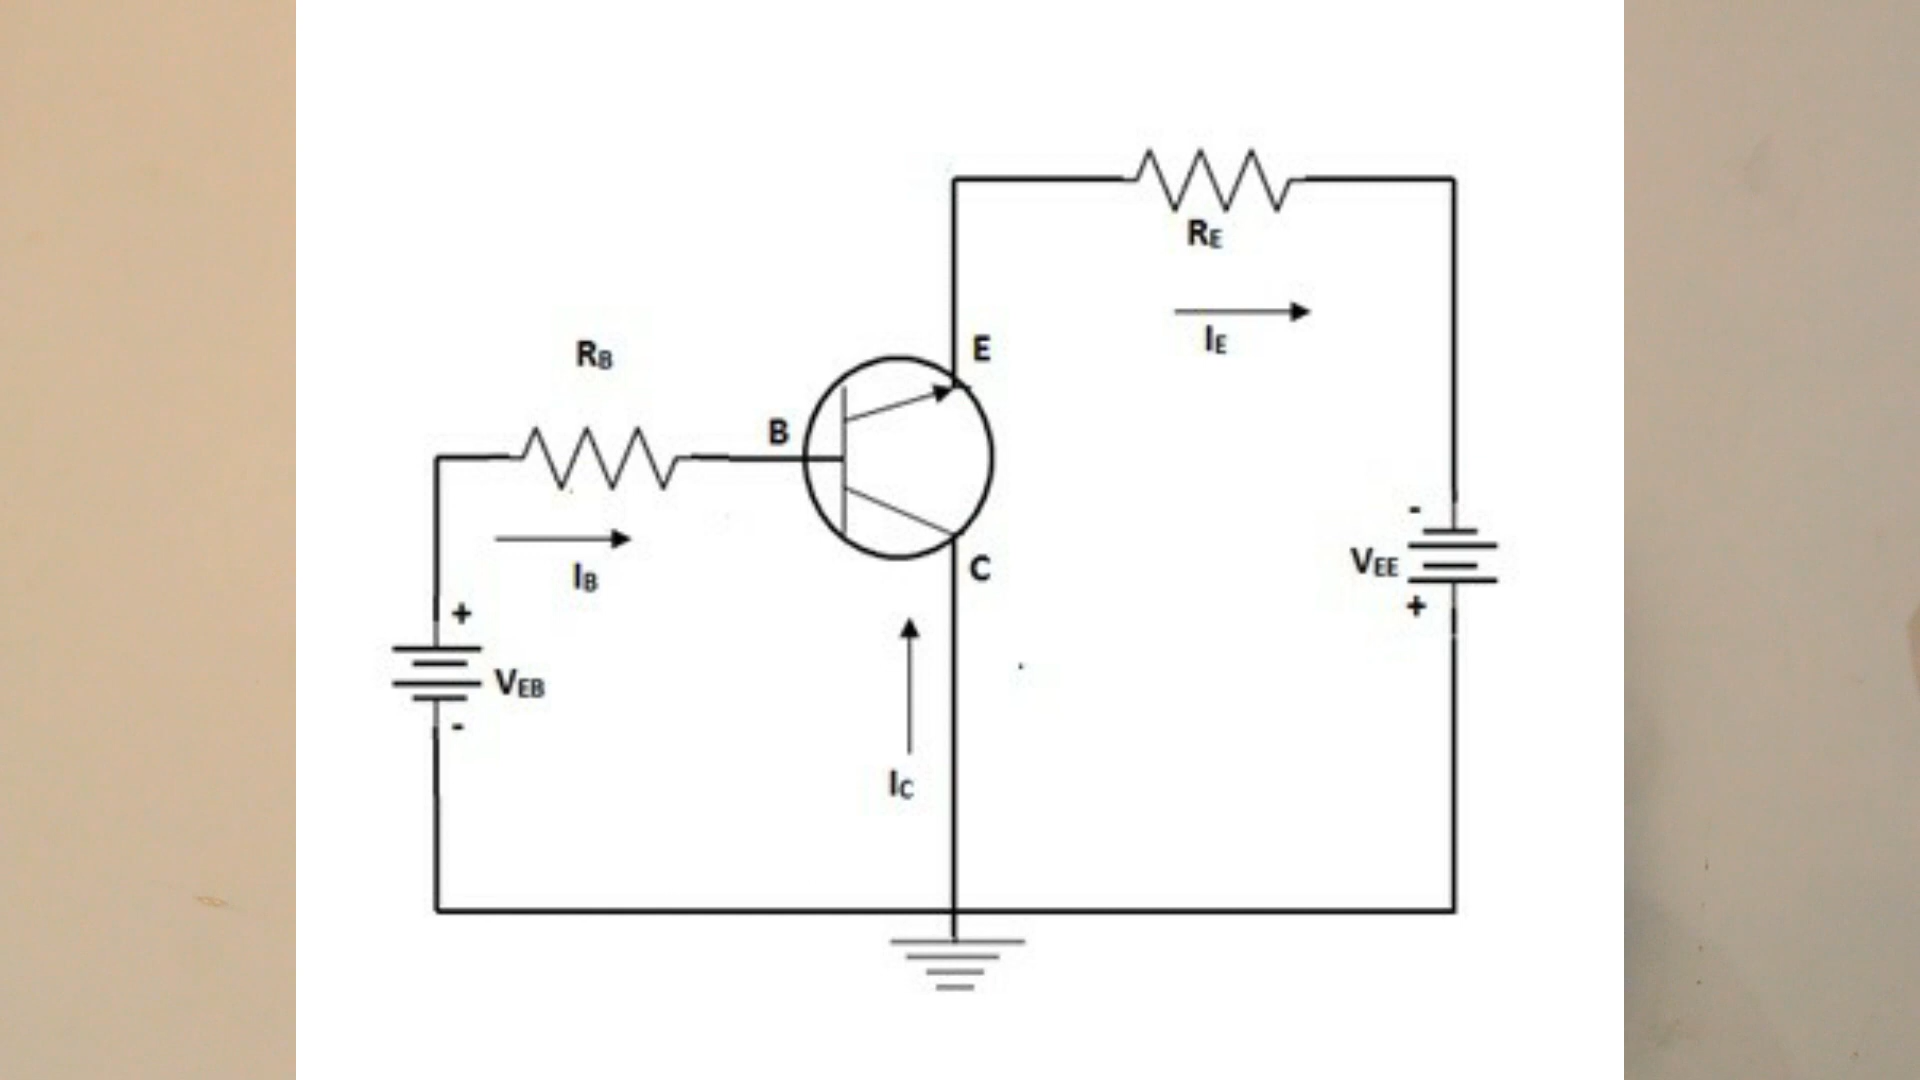 RE
IE
E
RB
B
IB
C
-
VEE
+
+
VEB
-
IC